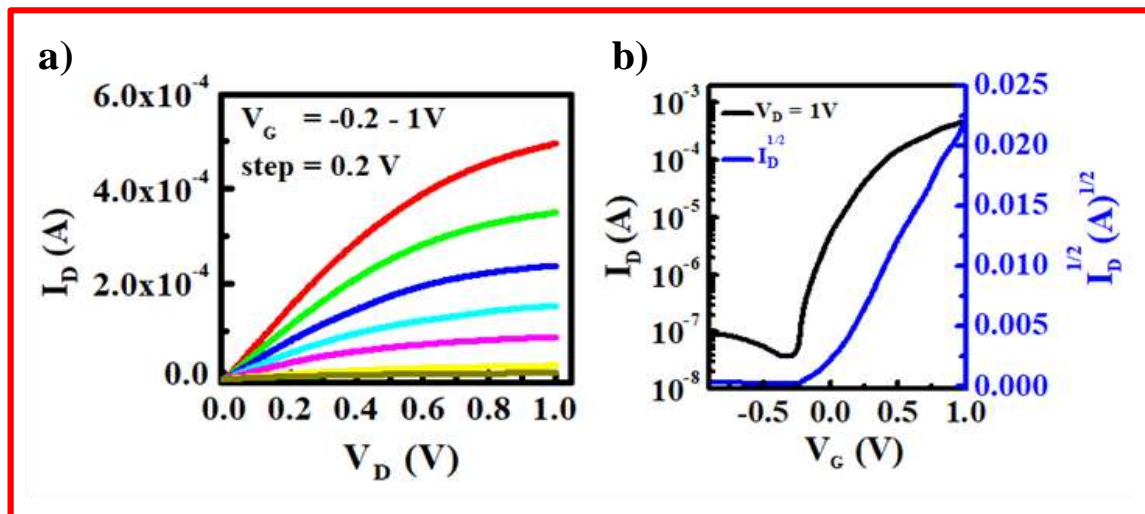 a)
6.0x10⁻⁴
4.0x10⁻⁴
2.0x10⁻⁴
0.0
I_D (A)
V_G = -0.2 - 1V
step = 0.2 V
0.0 0.2 0.4 0.6 0.8 1.0
V_D (V)
b)
10⁻³
10⁻⁴
10⁻⁵
10⁻⁶
10⁻⁷
10⁻⁸
I_D (A)
V_D = 1V
I_D^1/2
0.025
0.020
0.015
0.010
0.005
0.000
I_D^1/2 (A)^1/2
-0.5 0.0 0.5 1.0
V_G (V)